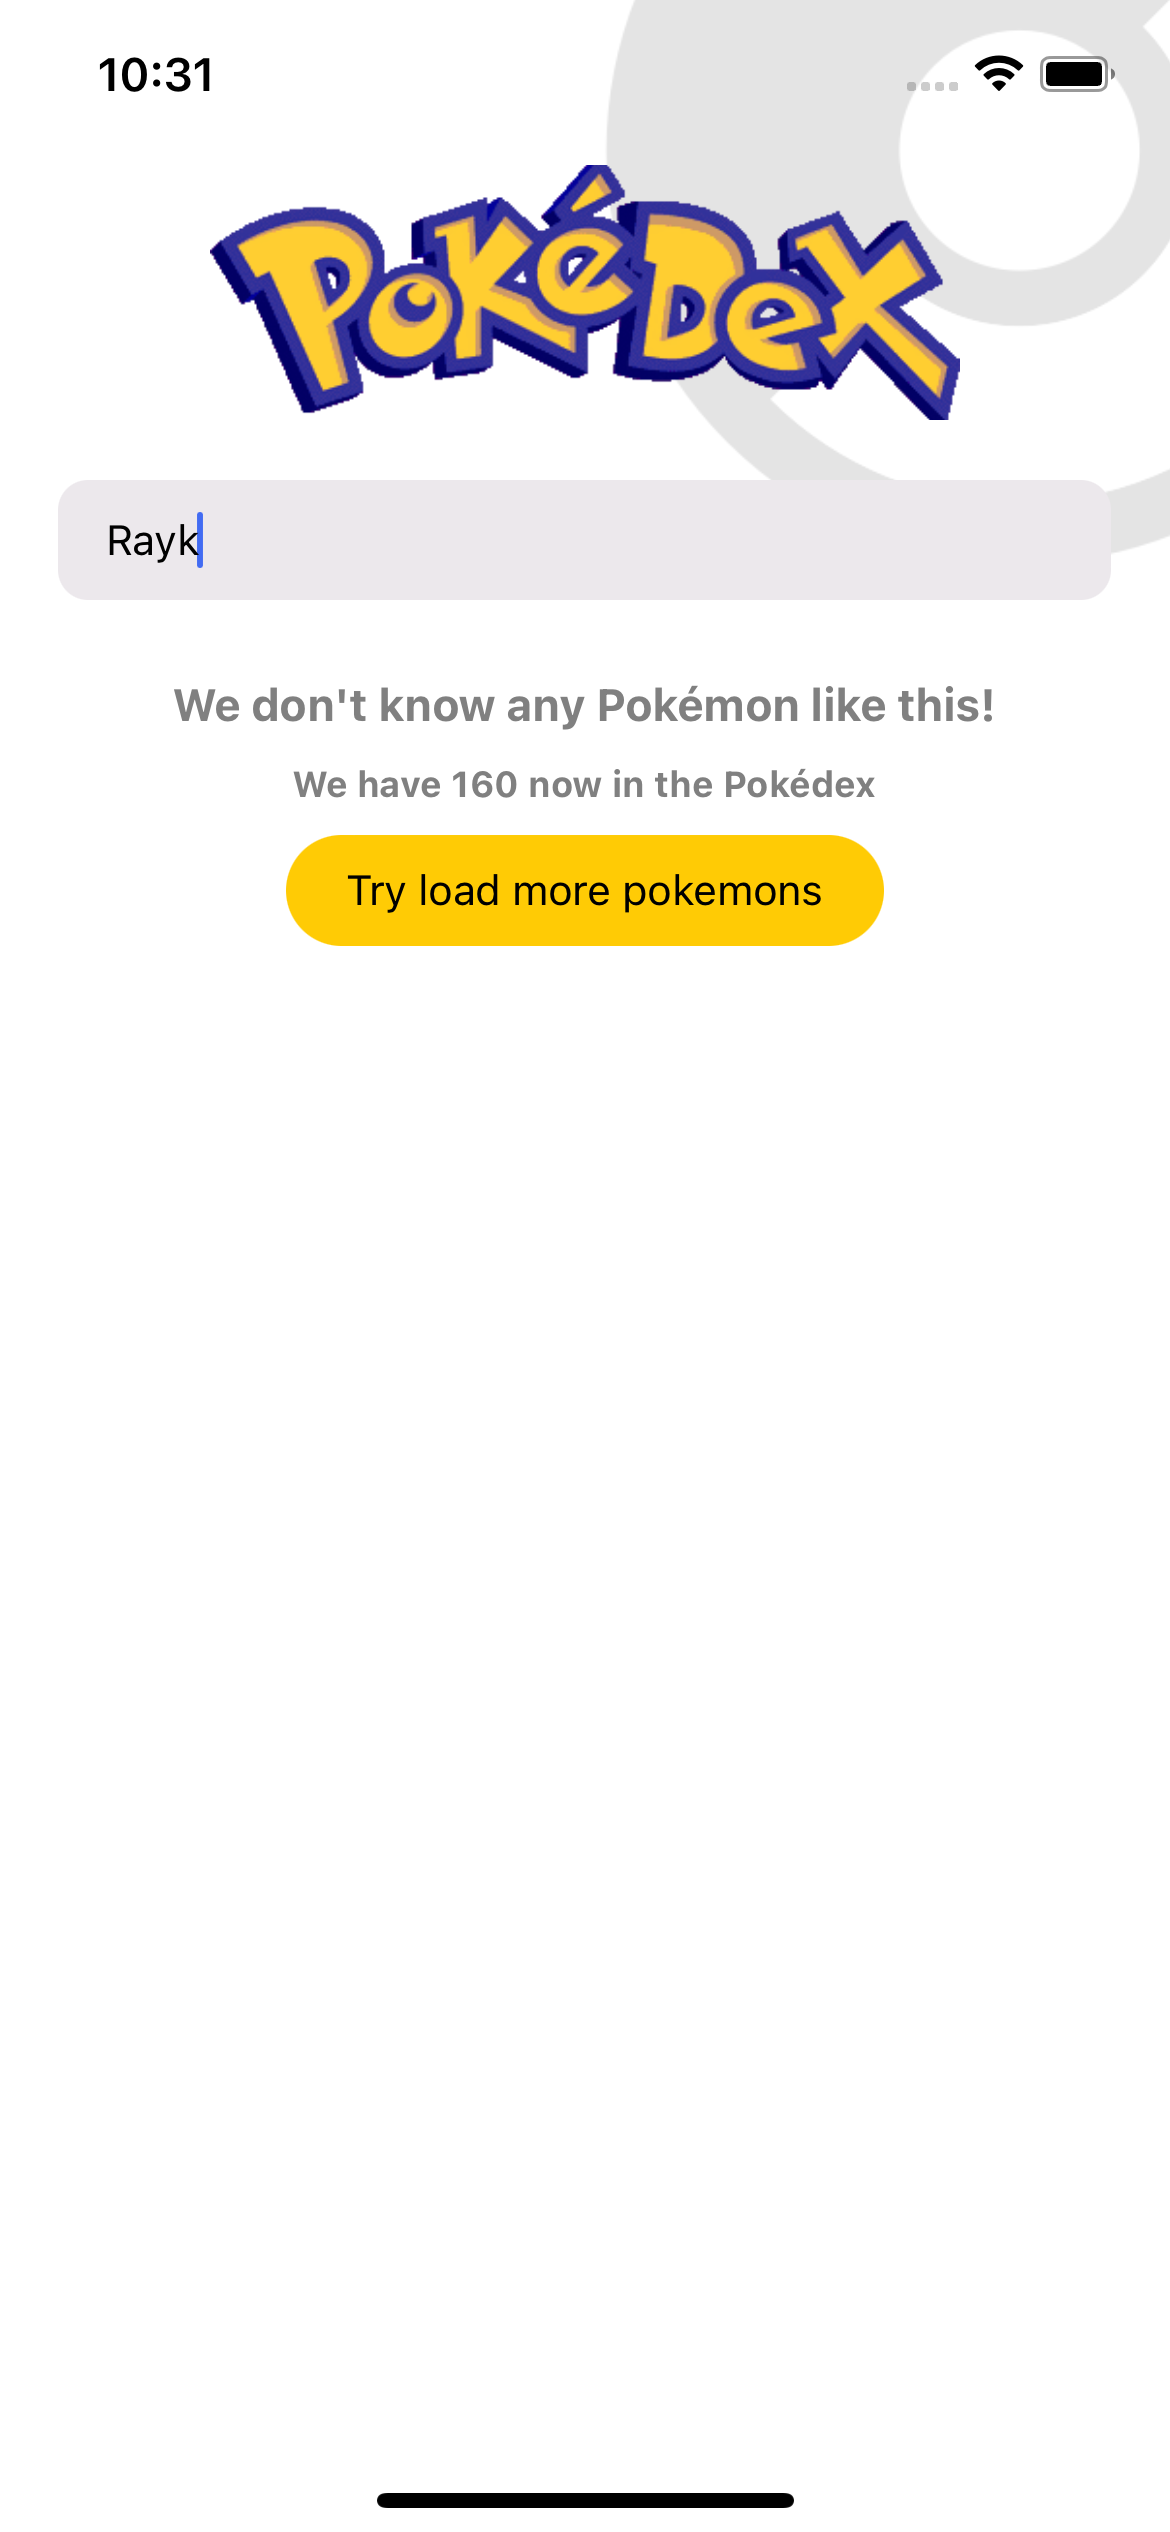 10:31
PoKéDex
Rayk
We don't know any Pokémon like this!
We have 160 now in the Pokédex
Try load more pokemons